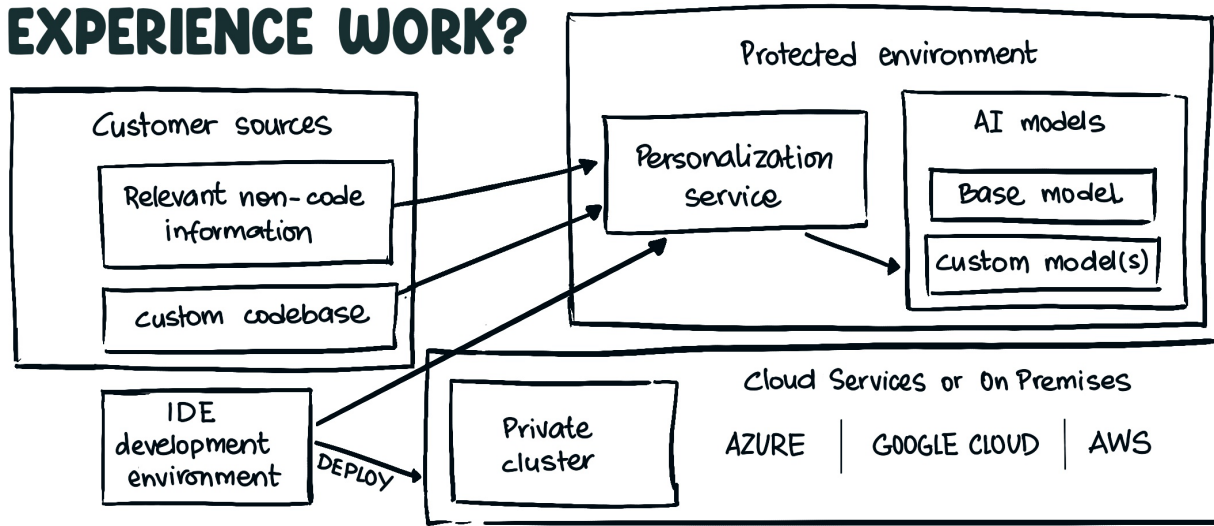 EXPERIENCE WORK?
Protected environment
Customer sources
Relevant non-code
information
custom codebase
Personalization
service
AI models
Base model
custom model(s)
IDE
development
environment
DEPLOY
Private
cluster
Cloud Services or On Premises
AZURE | GOOGLE CLOUD | AWS